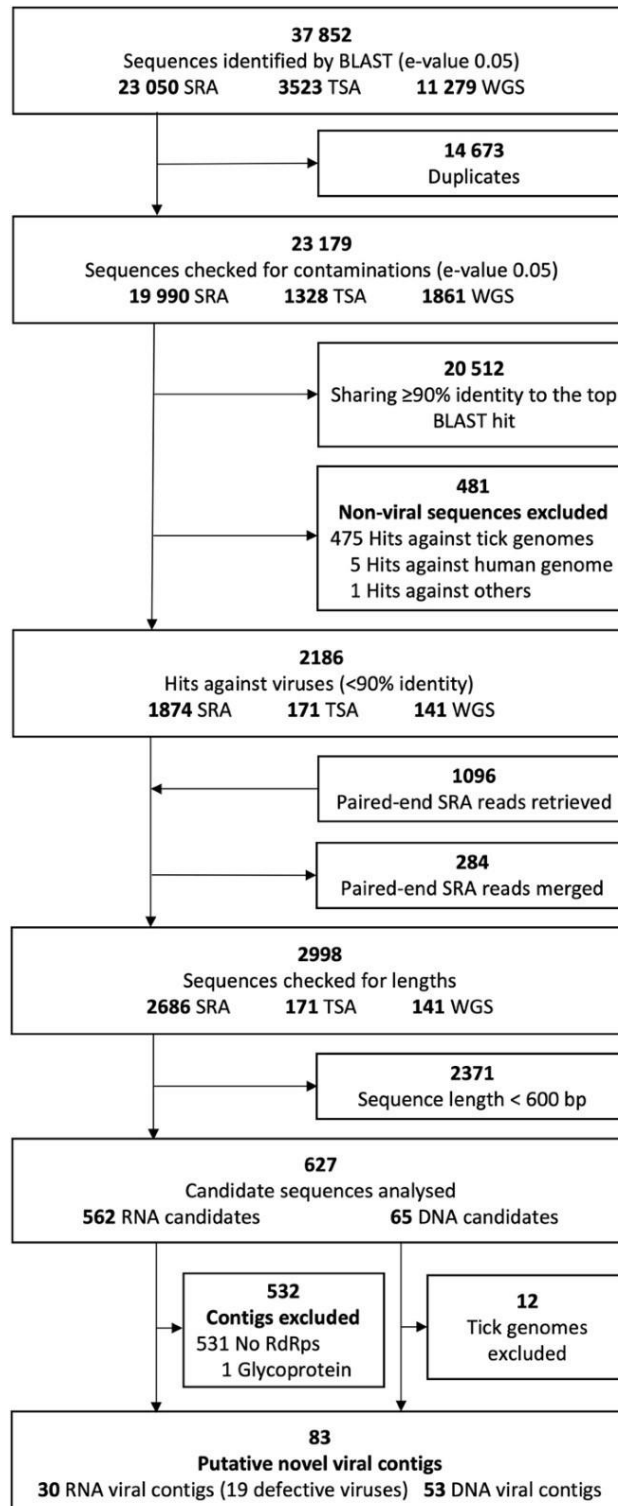 37 852
Sequences identified by BLAST (e-value 0.05)
23 050 SRA 3523 TSA 11 279 WGS
14 673
Duplicates
23 179
Sequences checked for contaminations (e-value 0.05)
19 990 SRA 1328 TSA 1861 WGS
20 512
Sharing ≥90% identity to the top
BLAST hit
481
Non-viral sequences excluded
475 Hits against tick genomes
5 Hits against human genome
1 Hits against others
2186
Hits against viruses (<90% identity)
1874 SRA 171 TSA 141 WGS
1096
Paired-end SRA reads retrieved
284
Paired-end SRA reads merged
2998
Sequences checked for lengths
2686 SRA 171 TSA 141 WGS
2371
Sequence length < 600 bp
627
Candidate sequences analysed
562 RNA candidates 65 DNA candidates
532
Contigs excluded
531 No RdRps
1 Glycoprotein
12
Tick genomes
excluded
83
Putative novel viral contigs
30 RNA viral contigs (19 defective viruses) 53 DNA viral contigs